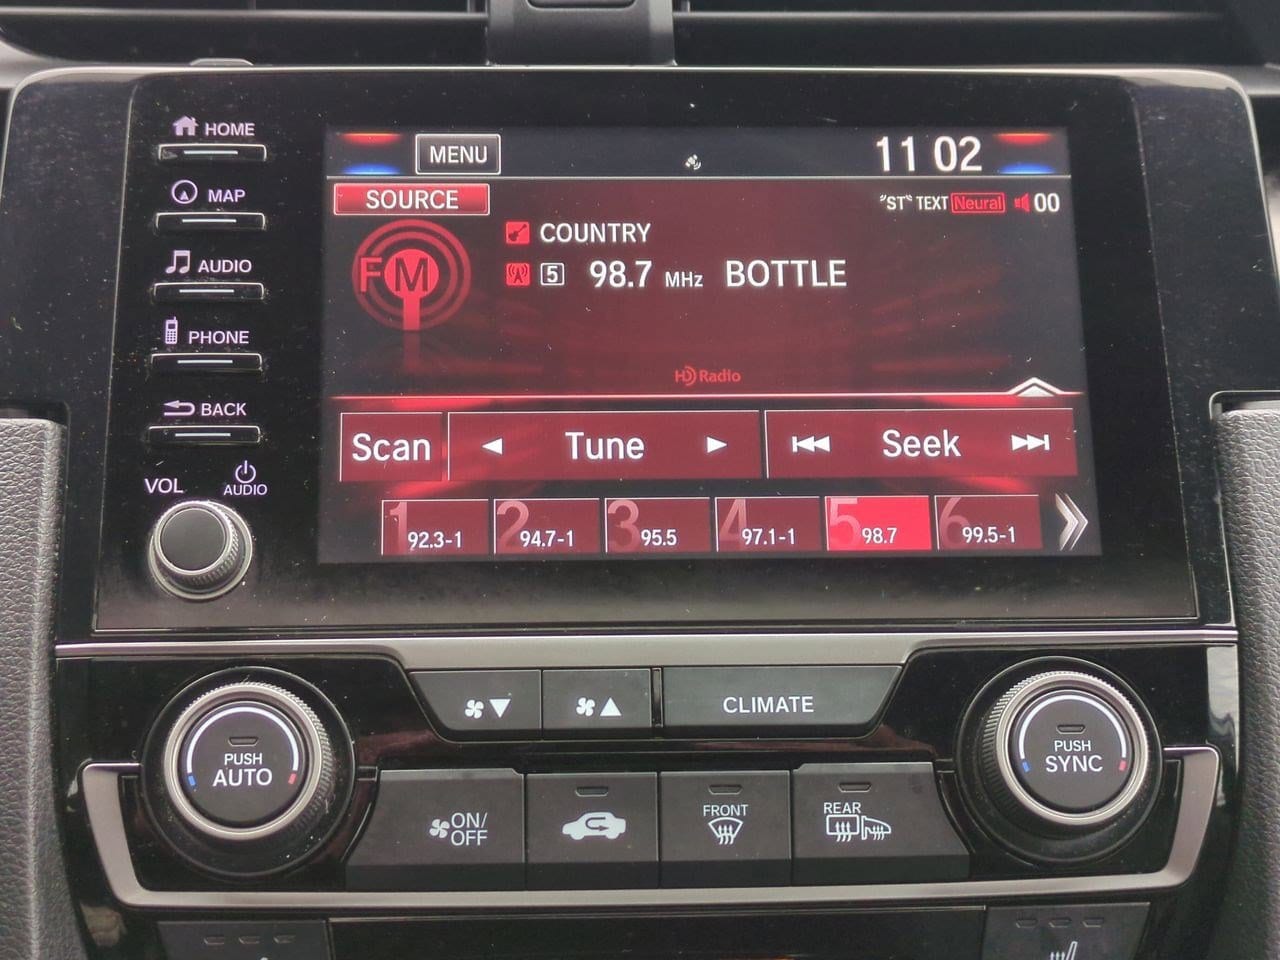 HOME
MAP
AUDIO
PHONE
BACK
VOL
AUDIO
MENU
11 02
SOURCE
"ST" TEXT Neural 00
FM
COUNTRY
5 98.7 MHz BOTTLE
HD Radio
Scan
Tune
Seek
1 92.3-1
2 94.7-1
3 95.5
4 97.1-1
5 98.7
6 99.5-1
CLIMATE
PUSH
AUTO
PUSH
SYNC
ON/
OFF
FRONT
REAR